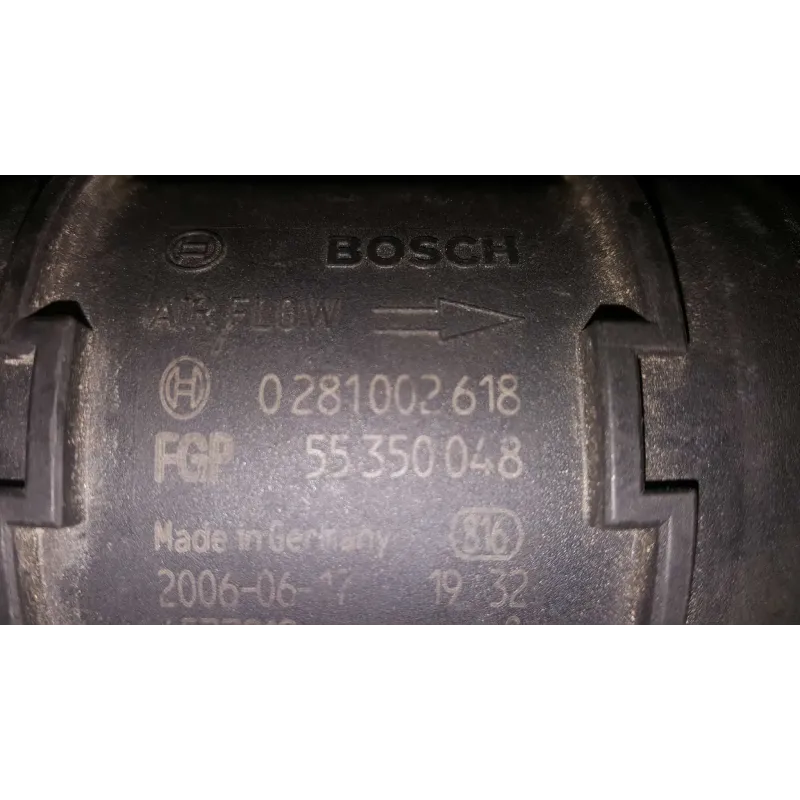 BOSCH
AIR FLOW
0 281 002 618
FGP 55 350 048
Made in Germany 816
2006-06-17 19 32